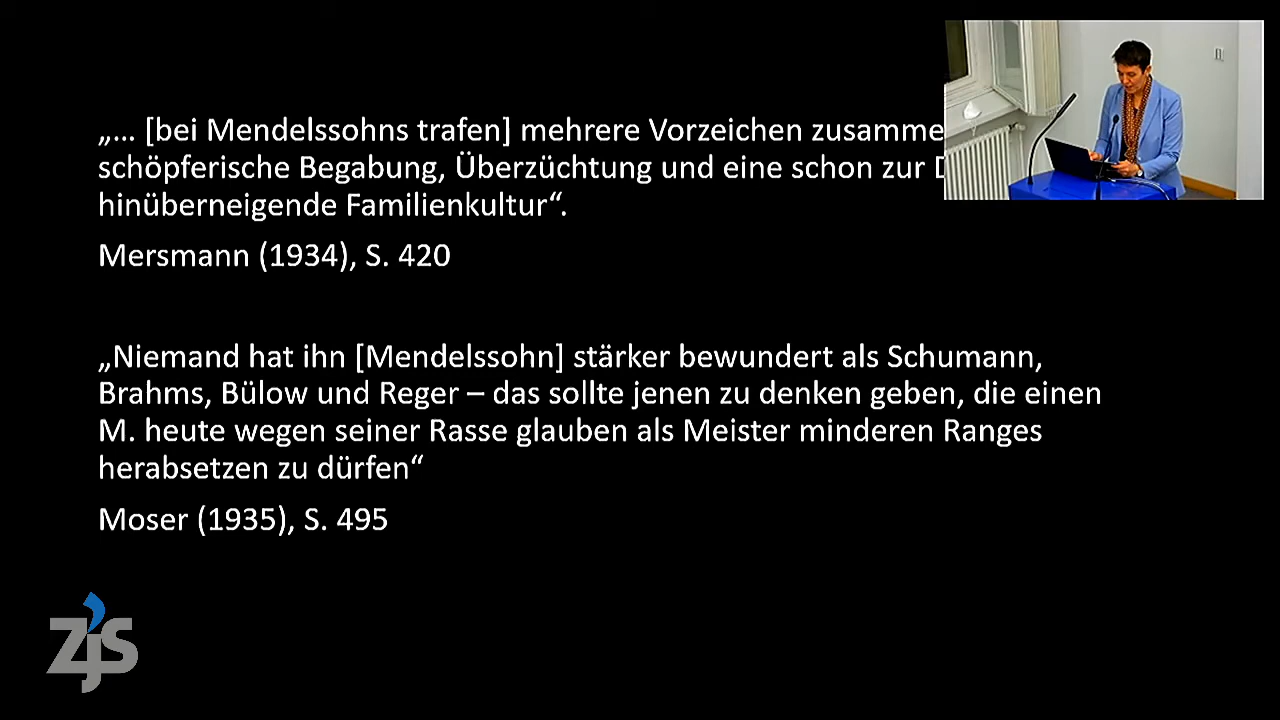 „… [bei Mendelssohns trafen] mehrere Vorzeichen
schöpferische Begabung, Überzüchtung und eine schon zur
hinüberneigende Familienkultur“.
Mersmann (1934), S. 420
„Niemand hat ihn [Mendelssohn] stärker bewundert als Schumann,
Brahms, Bülow und Reger – das sollte jenen zu denken geben, die einen
M. heute wegen seiner Rasse glauben als Meister minderen Ranges
herabsetzen zu dürfen“
Moser (1935), S. 495
ZjS